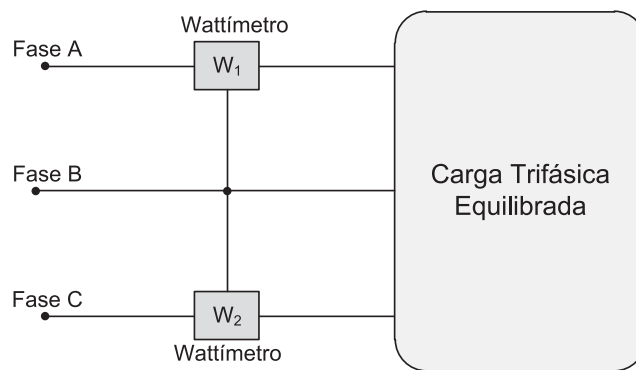 Wattímetro
Fase A
W₁
Fase B
Carga Trifásica
Equilibrada
Fase C
W₂
Wattímetro